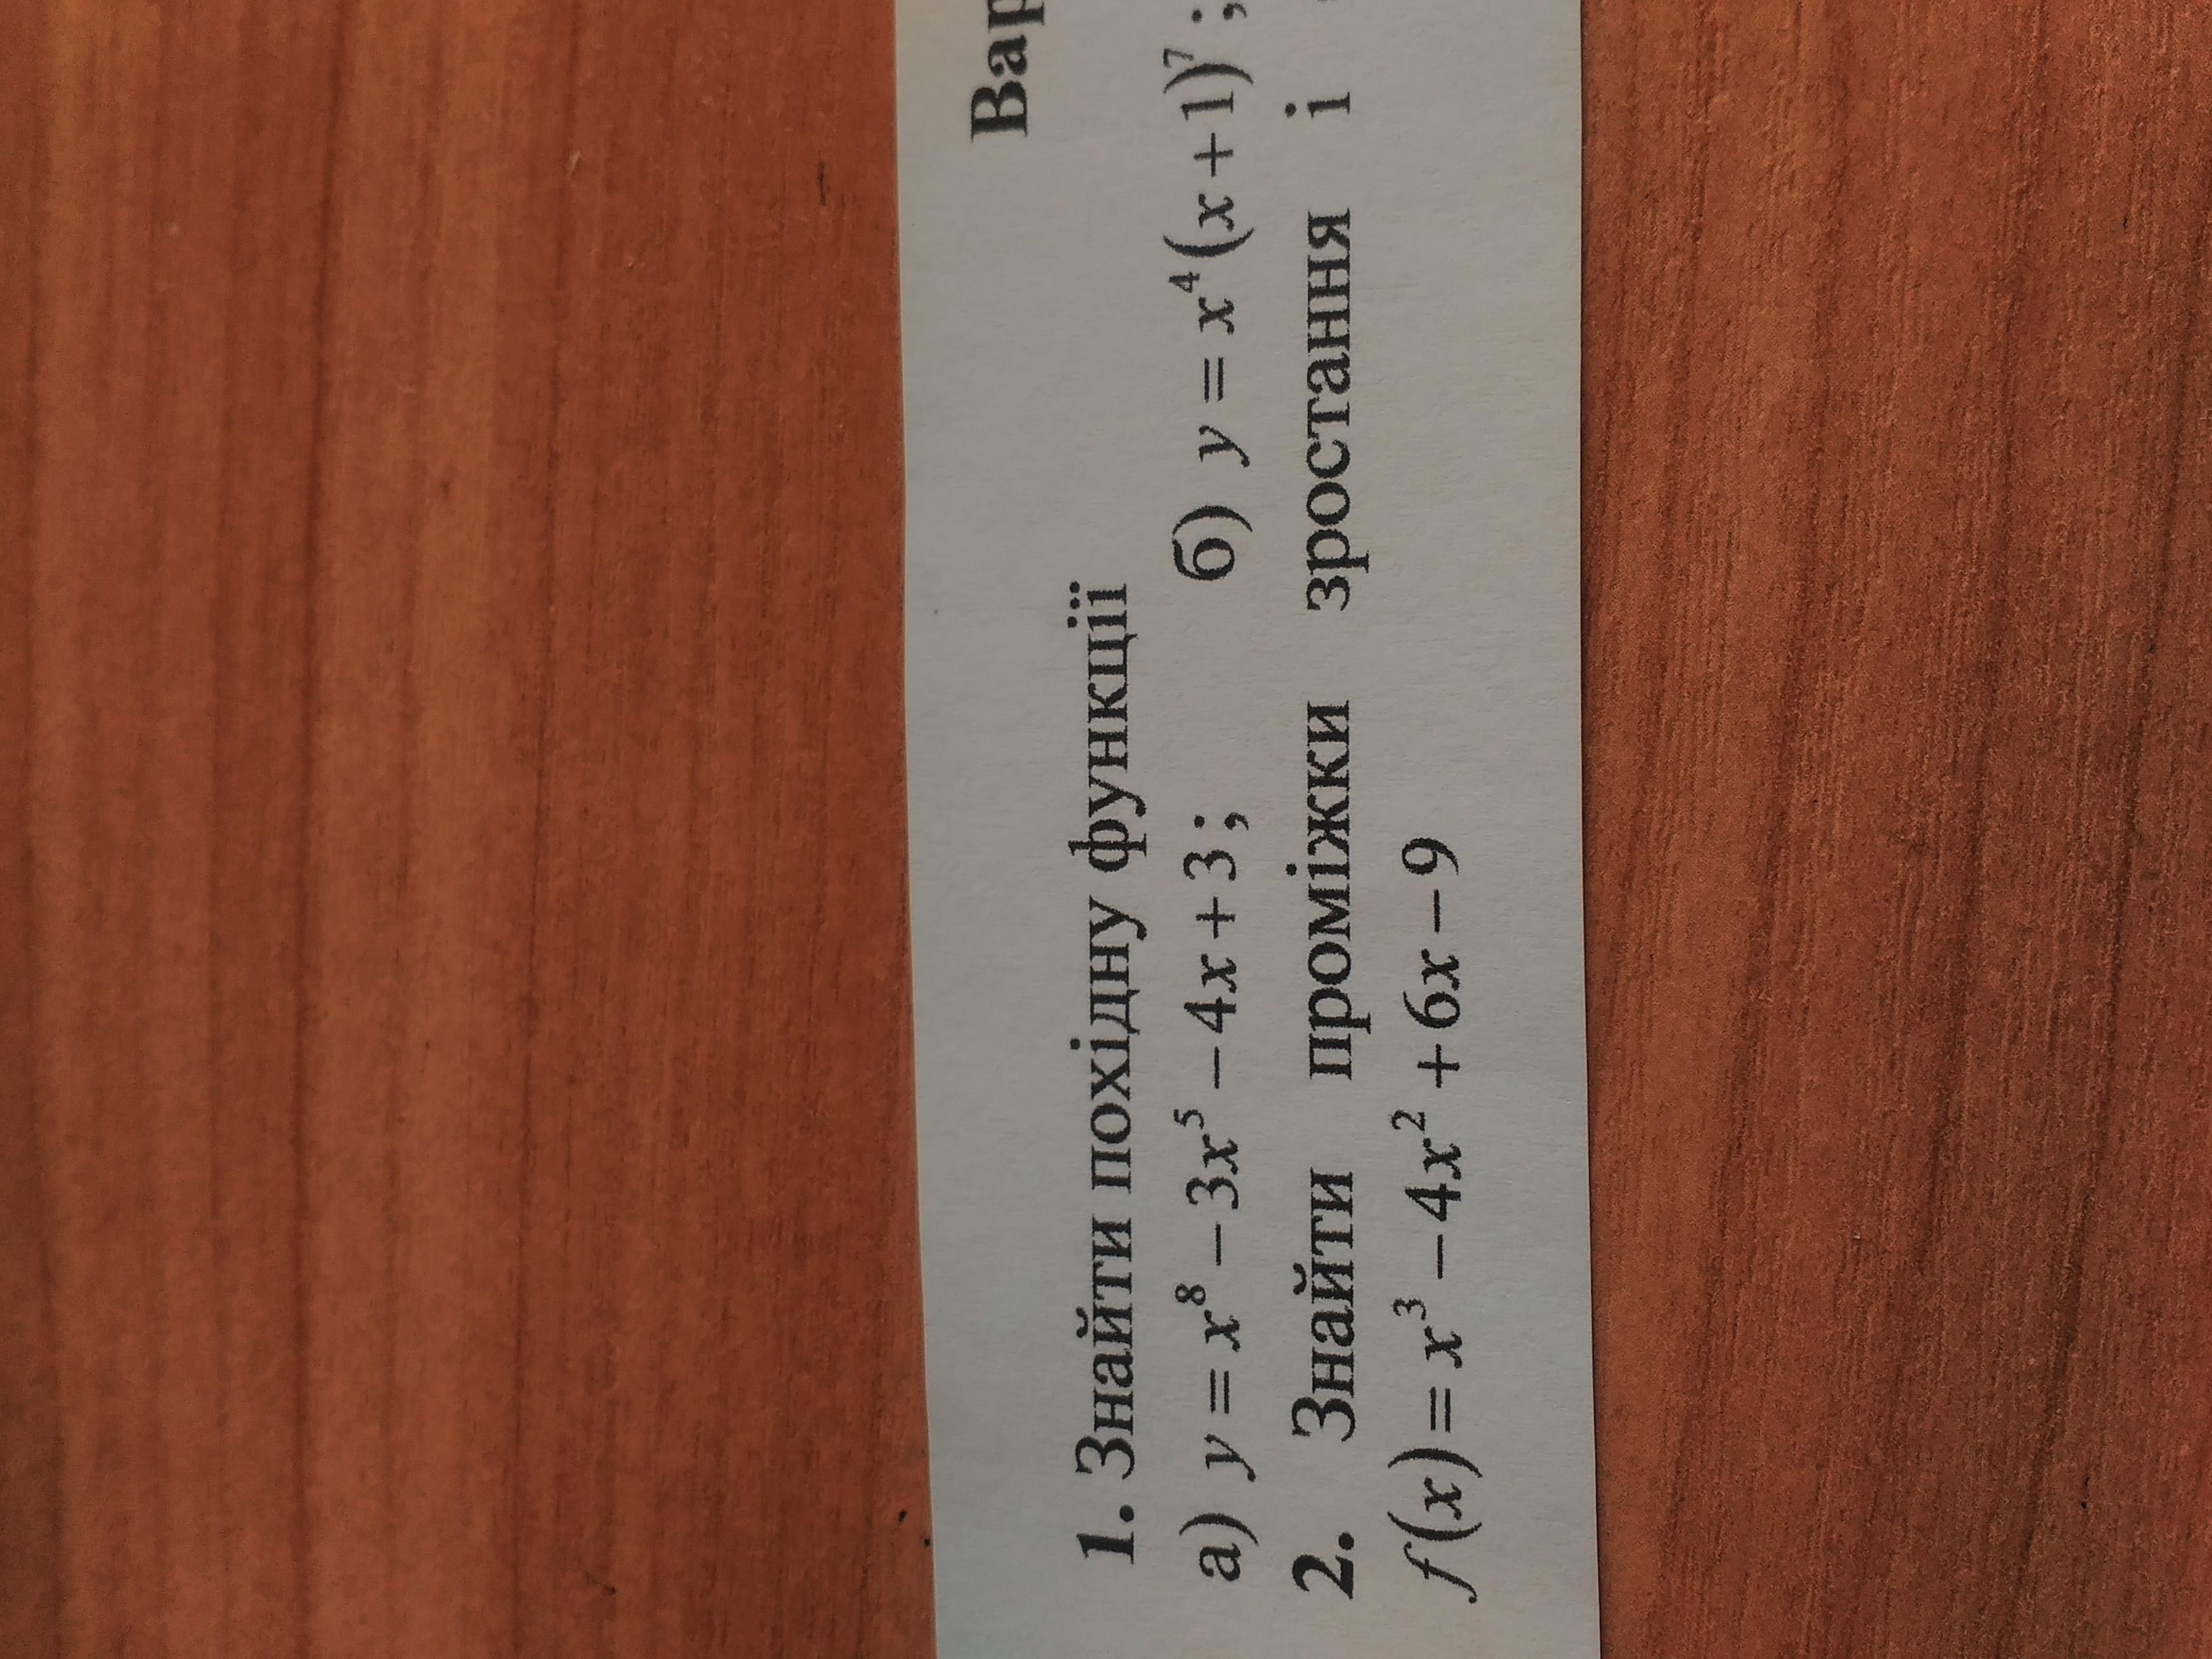 Вар
1. Знайти похідну функції
а) y = x⁸ − 3x⁵ − 4x + 3; б) y = x⁴(x + 1)⁷;
2. Знайти проміжки зростання і
f(x) = x³ − 4x² + 6x − 9